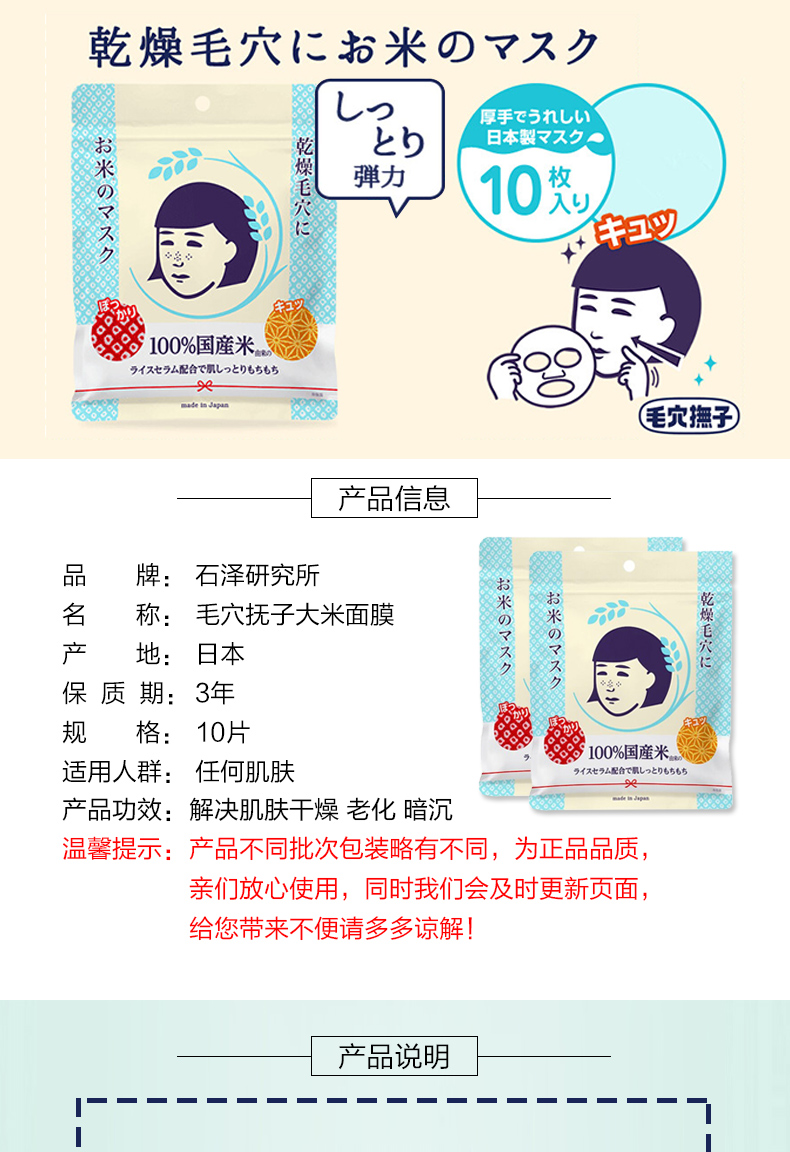 乾燥毛穴にお米のマスク
しっ
とり
弾力
厚手でうれしい
日本製マスク
10枚入り
キュッ
毛穴撫子
お米のマスク
乾燥毛穴に
ぽっかり
キュッ
100%国産米由来の
ライスセラム配合で肌しっとりもちもち
made in Japan
产品信息
品 牌： 石泽研究所
名 称： 毛穴抚子大米面膜
产 地： 日本
保 质 期： 3年
规 格： 10片
适用人群： 任何肌肤
产品功效： 解决肌肤干燥 老化 暗沉
温馨提示： 产品不同批次包装略有不同，为正品品质，
亲们放心使用，同时我们会及时更新页面，
给您带来不便请多多谅解！
お米のマスク
ぽっかり
お米のマスク
乾燥毛穴に
ぽっかり
キュッ
100%国産米由来の
ライスセラム配合で肌しっとりもちもち
made in Japan
产品说明